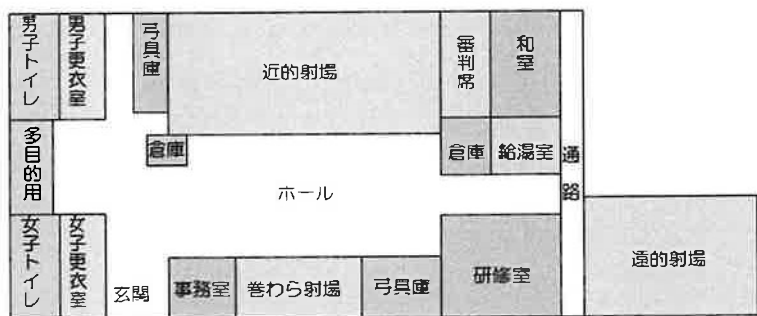 男子トイレ
男子更衣室
弓具庫
近的射場
審判席
和室
多目的用
倉庫
倉庫
給湯室
通路
ホール
女子トイレ
女子更衣室
玄関
事務室
巻わら射場
弓具庫
研修室
遠的射場